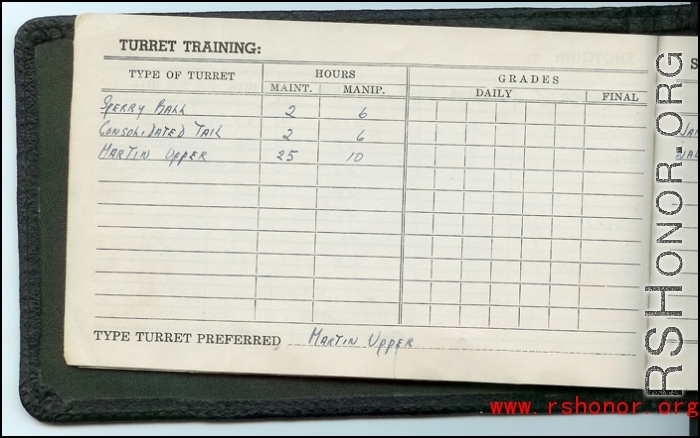 TURRET TRAINING:
TYPE OF TURRET HOURS GRADES
MAINT. MANIP. DAILY FINAL
SPERRY BALL 2 6
CONSOLIDATED TAIL 2 6
MARTIN UPPER 25 10
TYPE TURRET PREFERRED MARTIN UPPER
RSHONOR.ORG
www.rshonor.org